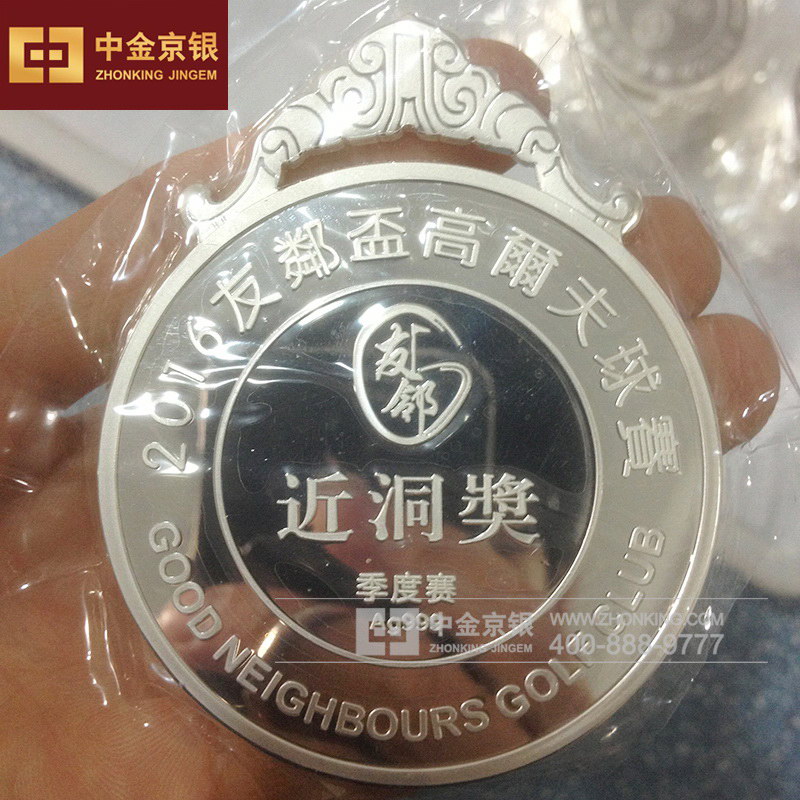 中金京银
ZHONKING JINGEM
2016友鄰盃高爾夫球賽
友邻
近洞獎
季度赛
Ag999
中金京银
ZHONKING JINGEM
WWW.ZHONKING.COM
400-888-9777
GOOD NEIGHBOURS GOLF CLUB